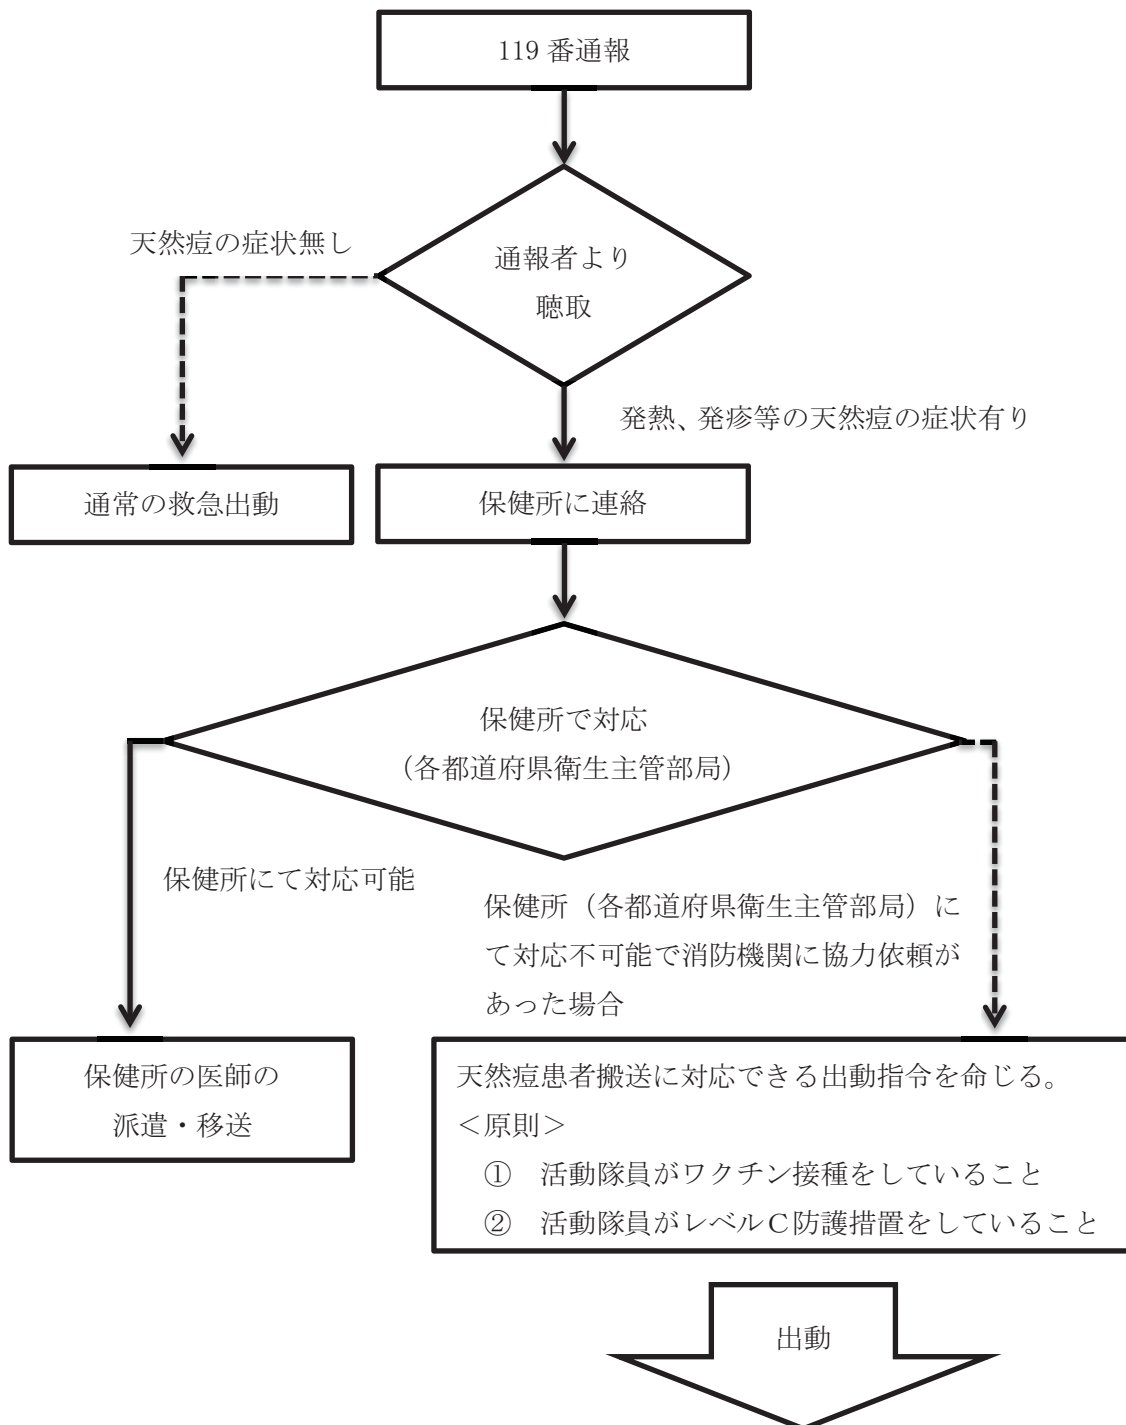 119 番通報
天然痘の症状無し
通報者より
聴取
発熱、発疹等の天然痘の症状有り
通常の救急出動
保健所に連絡
保健所で対応
（各都道府県衛生主管部局）
保健所にて対応可能
保健所（各都道府県衛生主管部局）に
て対応不可能で消防機関に協力依頼が
あった場合
保健所の医師の
派遣・移送
天然痘患者搬送に対応できる出動指令を命じる。
＜原則＞
①　活動隊員がワクチン接種をしていること
②　活動隊員がレベルＣ防護措置をしていること
出動